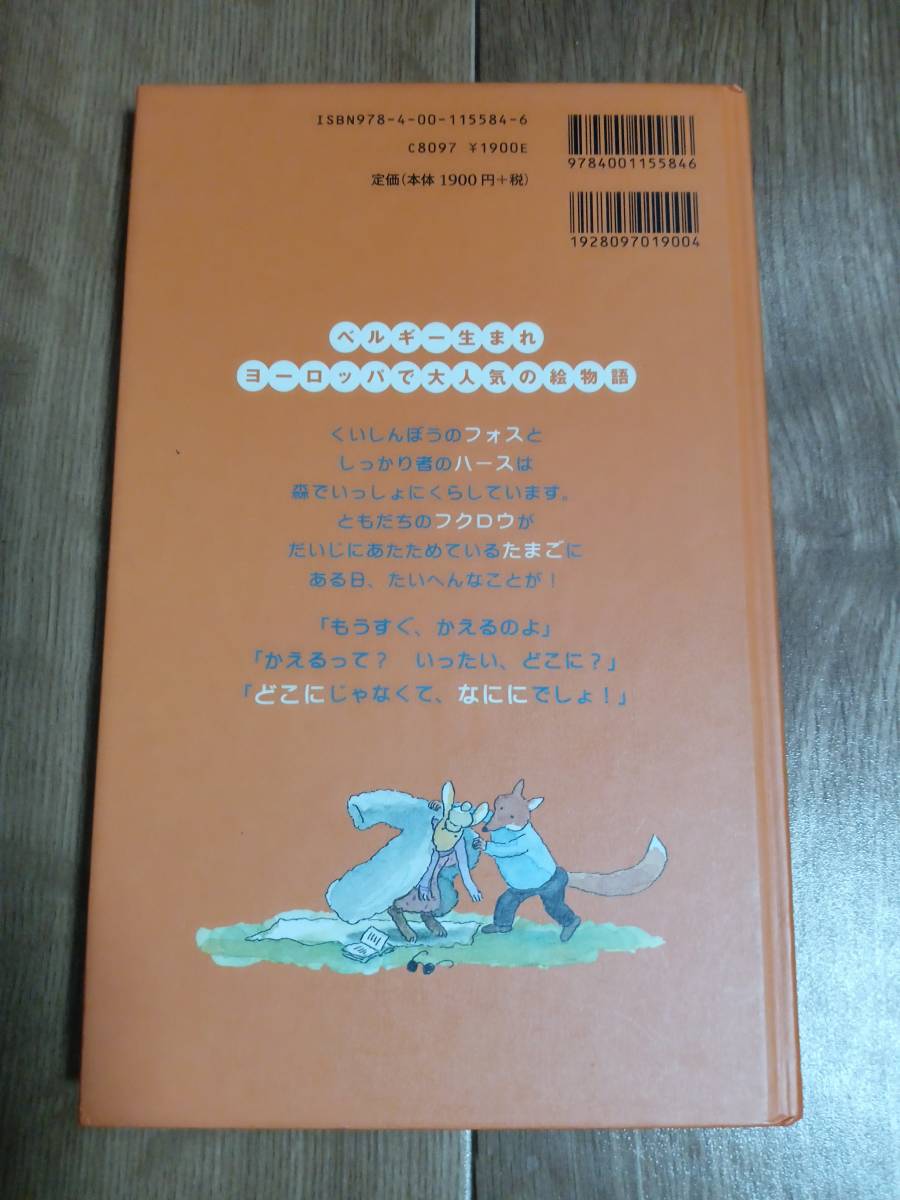 ISBN978-4-00-115584-6
C8097 ¥1900E
定価(本体 1900円+税)
9784001155846
1928097019004
ベルギー生まれ
ヨーロッパで大人気の絵物語
くいしんぼうのフォスと
しっかり者のハースは
森でいっしょにくらしています。
ともだちのフクロウが
だいじにあたためているたまごに
ある日、たいへんなことが!
「もうすぐ、かえるのよ」
「かえるって? いったい、どこに?」
「どこにじゃなくて、なににでしょ!」